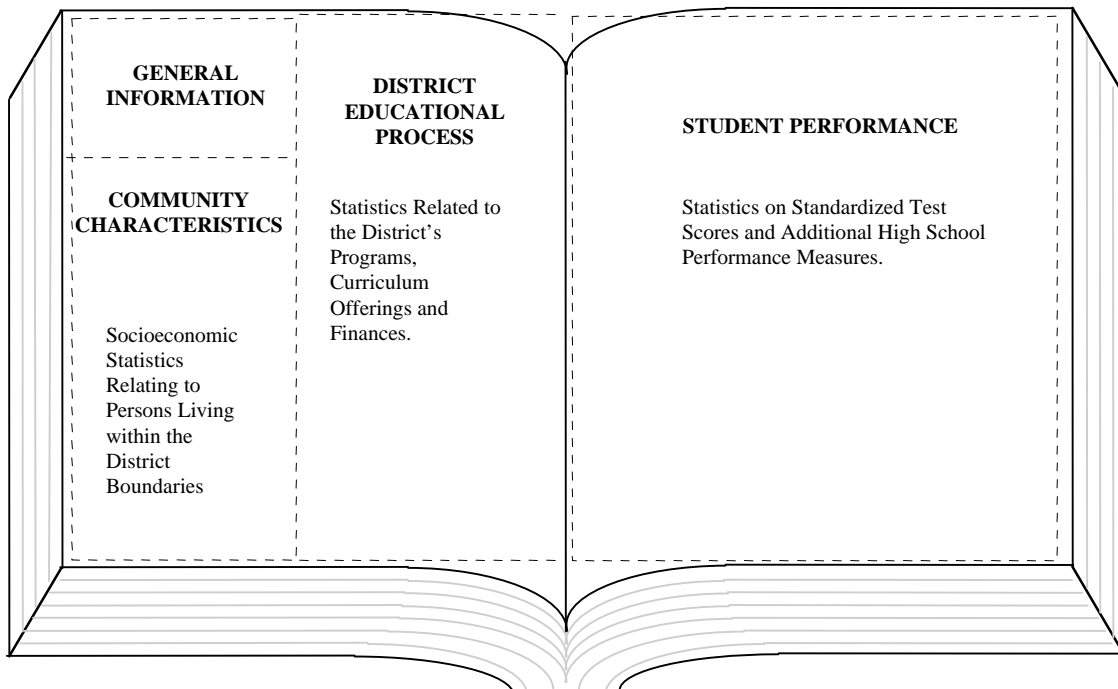 GENERAL
INFORMATION
COMMUNITY
CHARACTERISTICS
Socioeconomic
Statistics
Relating to
Persons Living
within the
District
Boundaries
DISTRICT
EDUCATIONAL
PROCESS
Statistics Related to
the District’s
Programs,
Curriculum
Offerings and
Finances.
STUDENT PERFORMANCE
Statistics on Standardized Test
Scores and Additional High School
Performance Measures.